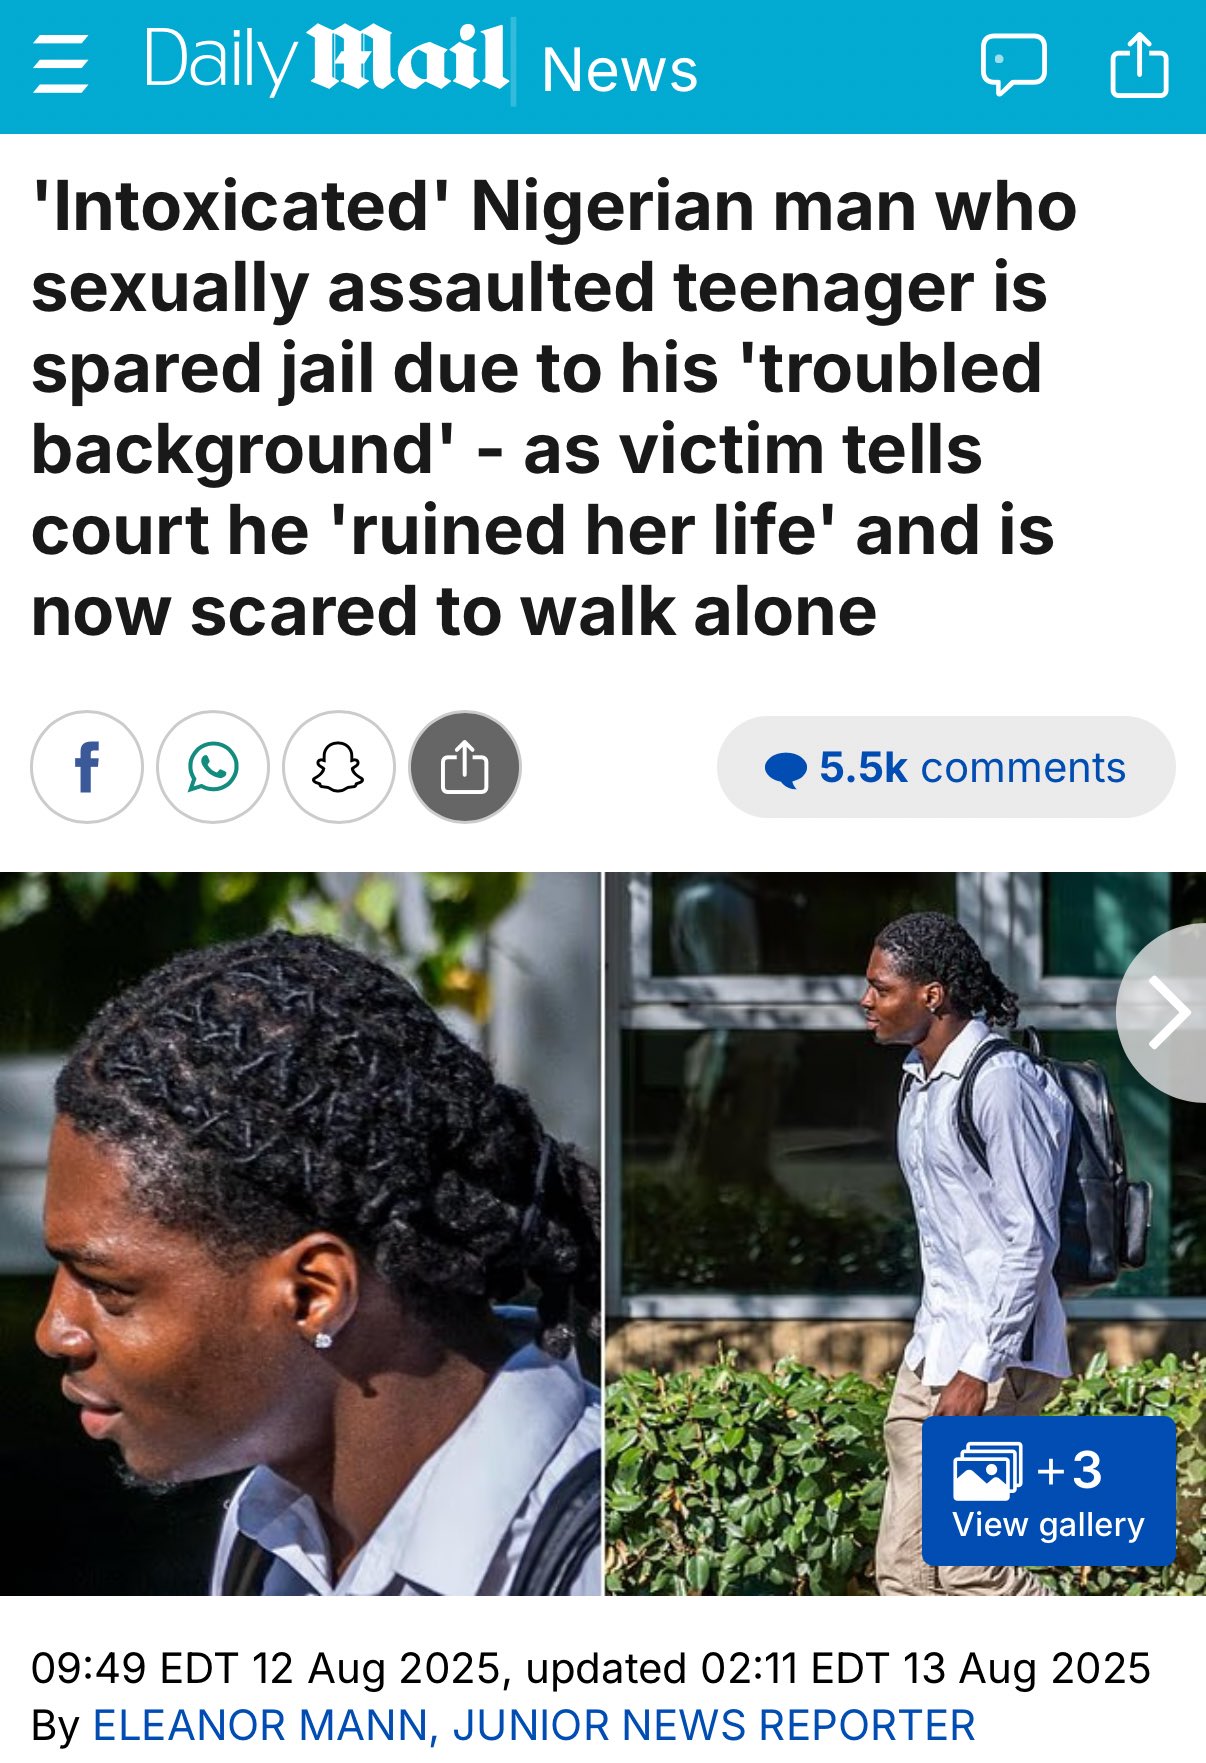 Daily Mail News
'Intoxicated' Nigerian man who
sexually assaulted teenager is
spared jail due to his 'troubled
background' - as victim tells
court he 'ruined her life' and is
now scared to walk alone
5.5k comments
+3
View gallery
09:49 EDT 12 Aug 2025, updated 02:11 EDT 13 Aug 2025
By ELEANOR MANN, JUNIOR NEWS REPORTER